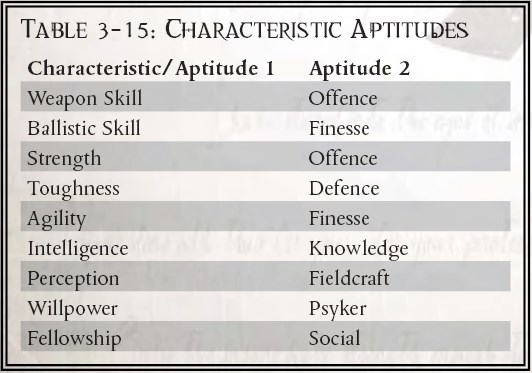 TABLE 3-15: CHARACTERISTIC APTITUDES
Characteristic/Aptitude 1 Aptitude 2
Weapon Skill Offence
Ballistic Skill Finesse
Strength Offence
Toughness Defence
Agility Finesse
Intelligence Knowledge
Perception Fieldcraft
Willpower Psyker
Fellowship Social